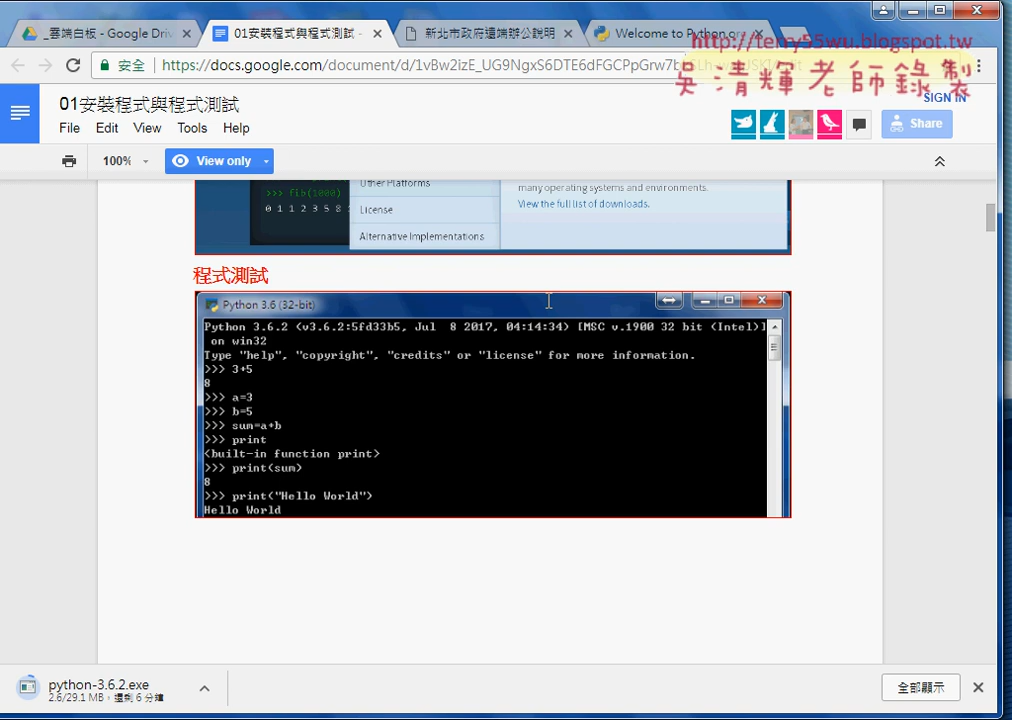 _雲端白板 - Google Driv
01安裝程式與程式測試 -
新北市政府遠端辦公說明
Welcome to Python.org
http://terry55wu.blogspot.tw
安全
https://docs.google.com/document/d/1vBw2izE_UG9NgxS6DTE6dFGCPpGrw7b
吳清輝老師錄製
01安裝程式與程式測試
SIGN IN
File Edit View Tools Help
Share
100%
View only
>>> fib(1000)
0 1 1 2 3 5 8
Other Platforms
License
Alternative Implementations
many operating systems and environments.
View the full list of downloads.
程式測試
Python 3.6 (32-bit)
Python 3.6.2 (v3.6.2:5fd33b5, Jul  8 2017, 04:14:34) [MSC v.1900 32 bit (Intel)]
on win32
Type "help", "copyright", "credits" or "license" for more information.
>>> 3+5
8
>>> a=3
>>> b=5
>>> sum=a+b
>>> print
<built-in function print>
>>> print(sum)
8
>>> print("Hello World")
Hello World
python-3.6.2.exe
2.6/29.1 MB，還剩 6 分鐘
全部顯示